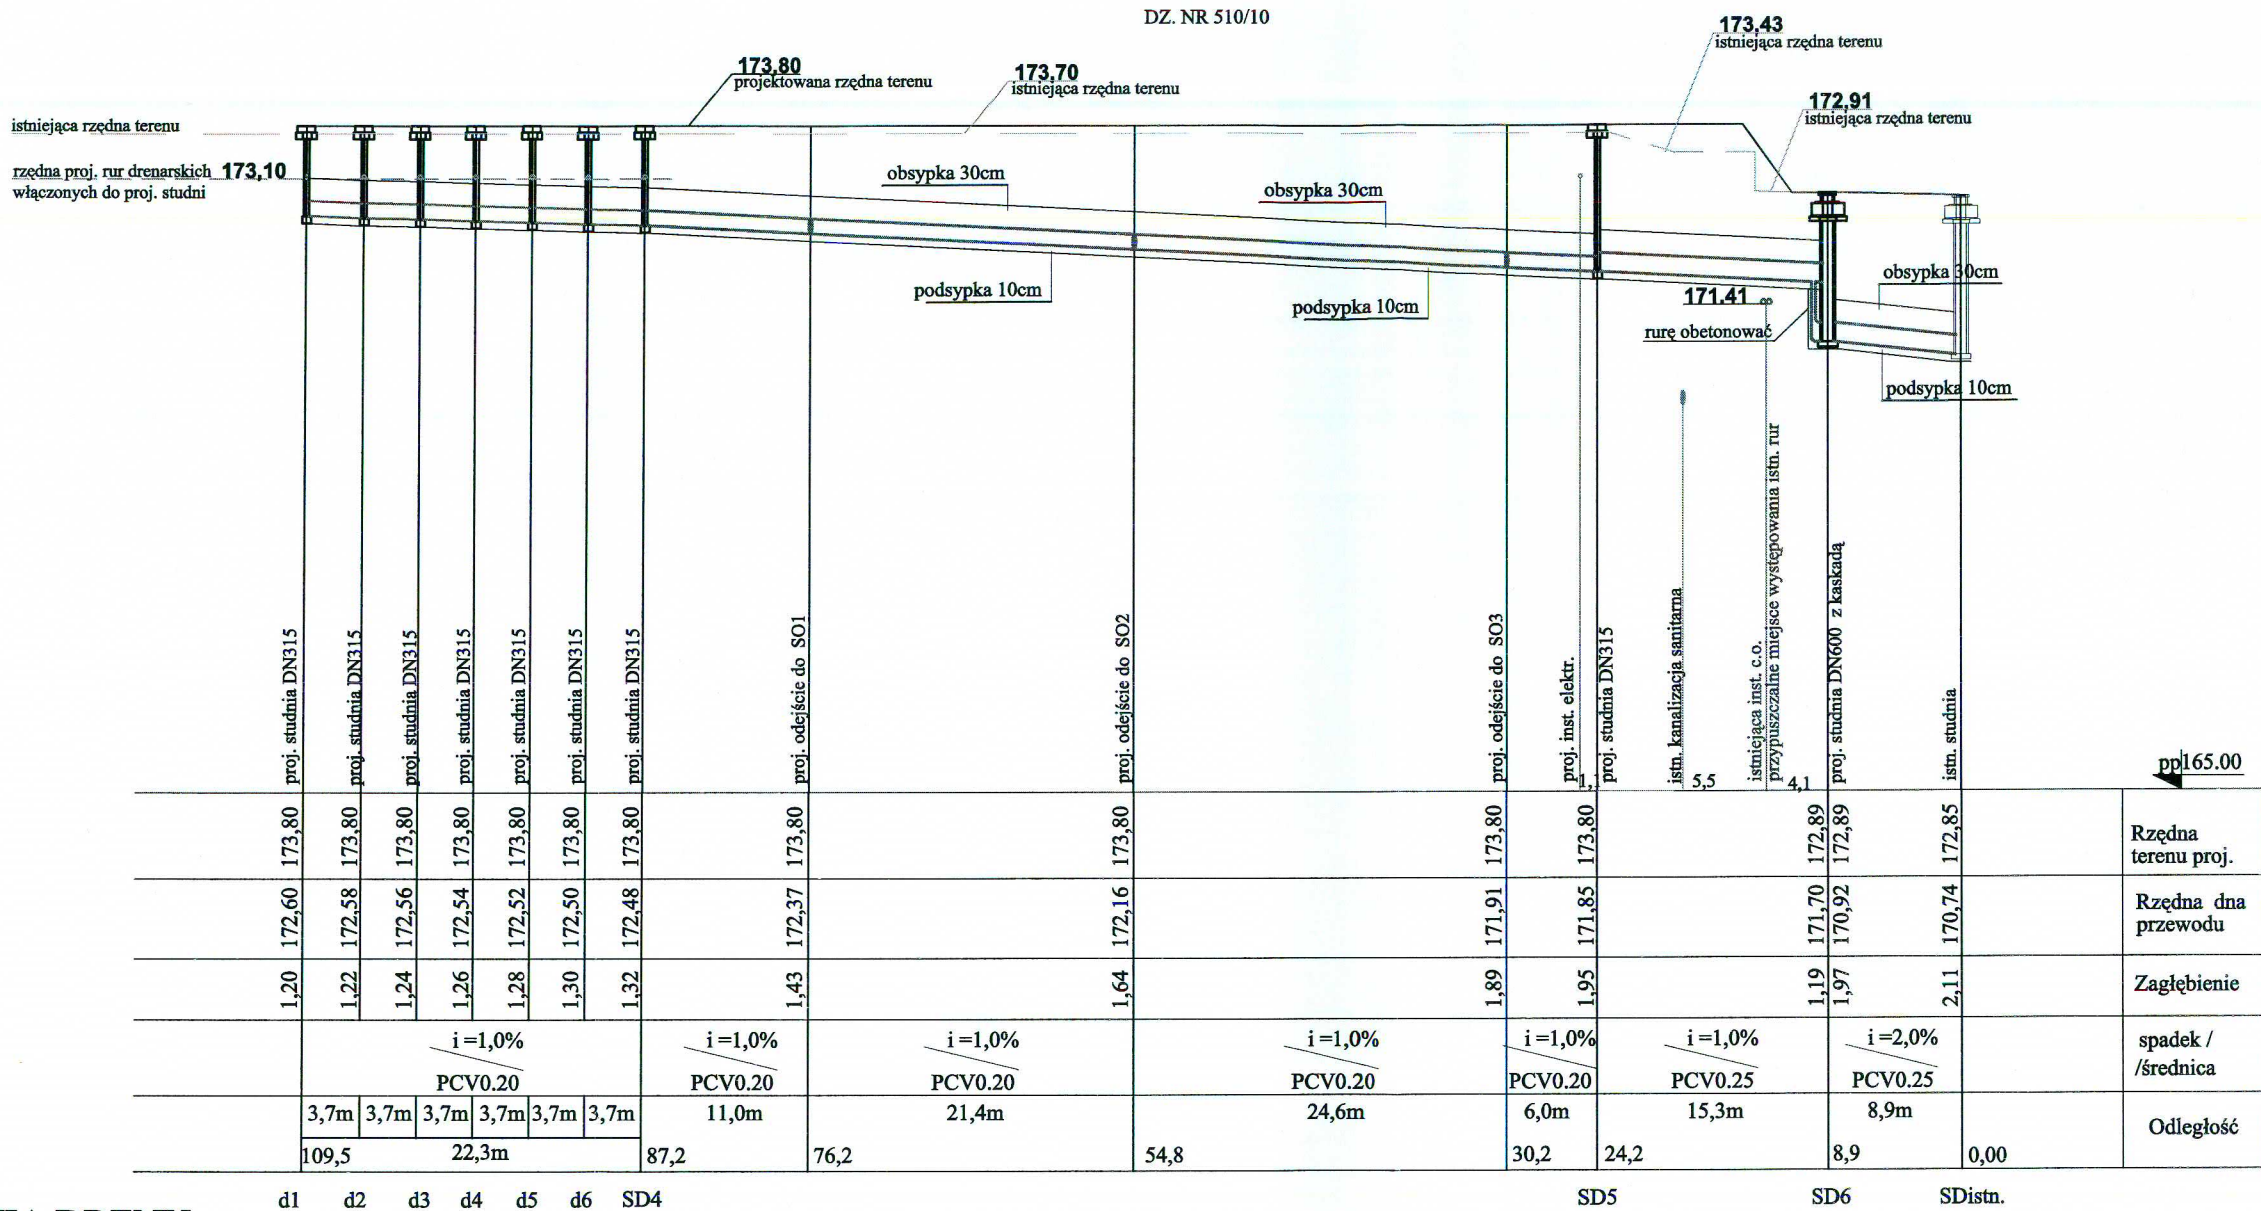 DZ. NR 510/10
173,43
istniejąca rzędna terenu
173,80
projektowana rzędna terenu
173,70
istniejąca rzędna terenu
172,91
istniejąca rzędna terenu
istniejąca rzędna terenu
rzędna proj. rur drenarskich 173,10
włączonych do proj. studni
obsypka 30cm
obsypka 30cm
obsypka 30cm
podsypka 10cm
podsypka 10cm
171.41
rurę obetonować
podsypka 10cm
proj. studnia DN315
proj. studnia DN315
proj. studnia DN315
proj. studnia DN315
proj. studnia DN315
proj. studnia DN315
proj. studnia DN315
proj. odejście do SO1
proj. odejście do SO2
proj. odejście do SO3
proj. inst. elektr.
proj. studnia DN315
istn. kanalizacja sanitarna
istniejąca inst. c.o.
przypuszczalne miejsce występowania istn. rur
proj. studnia DN600 z kaskadą
istn. studnia
1,1 5,5 4,1
pp165.00
173,80 173,80 173,80 173,80 173,80 173,80 173,80 173,80 173,80 173,80 173,80 172,89 172,89 172,85
Rzędna
terenu proj.
172,60 172,58 172,56 172,54 172,52 172,50 172,48 172,37 172,16 171,91 171,85 171,70 170,92 170,74
Rzędna dna
przewodu
1,20 1,22 1,24 1,26 1,28 1,30 1,32 1,43 1,64 1,89 1,95 1,19 1,97 2,11
Zagłębienie
i =1,0% i =1,0% i =1,0% i =1,0% i =1,0% i =1,0% i =2,0%
spadek /
/średnica
PCV0.20 PCV0.20 PCV0.20 PCV0.20 PCV0.20 PCV0.25 PCV0.25
3,7m 3,7m 3,7m 3,7m 3,7m 3,7m 11,0m 21,4m 24,6m 6,0m 15,3m 8,9m
Odległość
109,5 22,3m 87,2 76,2 54,8 30,2 24,2 8,9 0,00
d1 d2 d3 d4 d5 d6 SD4 SD5 SD6 SDistn.